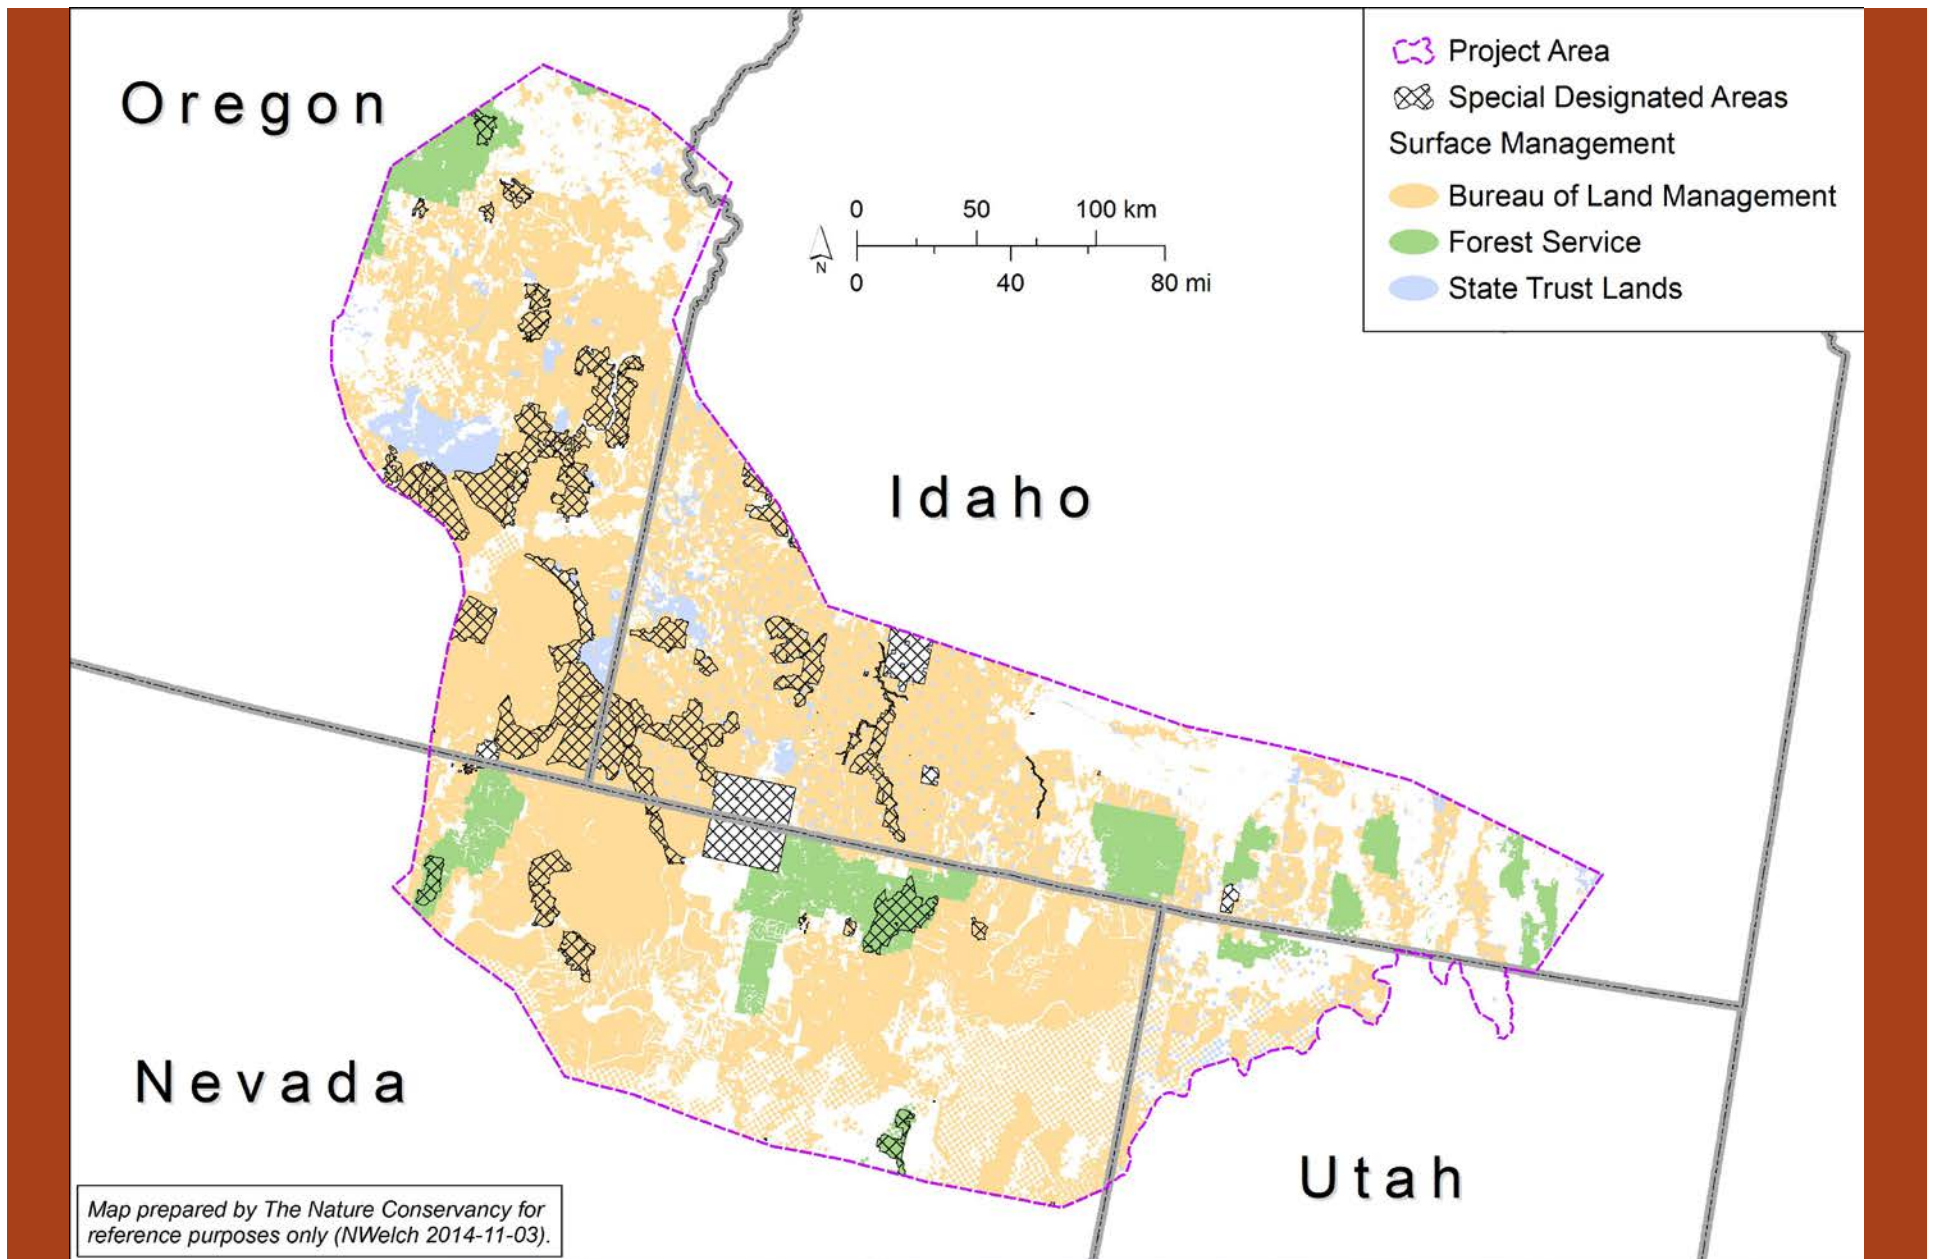 Oregon
Project Area
Special Designated Areas
Surface Management
Bureau of Land Management
Forest Service
State Trust Lands
0 50 100 km
N
0 40 80 mi
Idaho
Nevada
Utah
Map prepared by The Nature Conservancy for
reference purposes only (NWelch 2014-11-03).